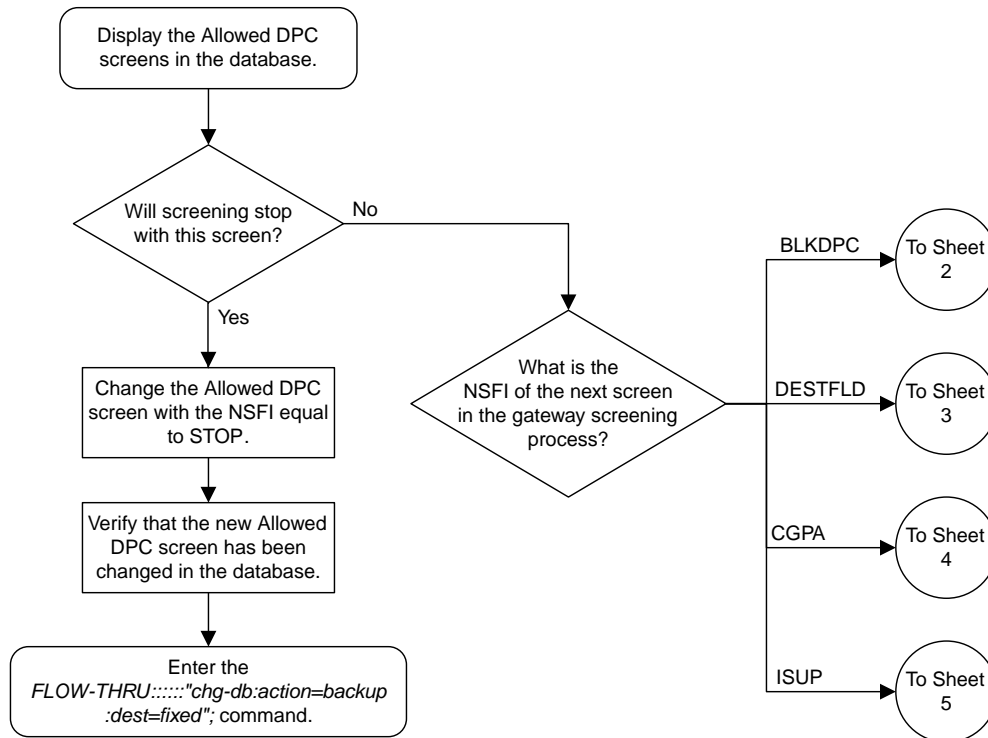 Display the Allowed DPC
screens in the database.
Will screening stop
with this screen?
No
Yes
Change the Allowed DPC
screen with the NSFI equal
to STOP.
Verify that the new Allowed
DPC screen has been
changed in the database.
Enter the
FLOW-THRU::::::"chg-db:action=backup
:dest=fixed"; command.
What is the
NSFI of the next screen
in the gateway screening
process?
BLKDPC
To Sheet
2
DESTFLD
To Sheet
3
CGPA
To Sheet
4
ISUP
To Sheet
5